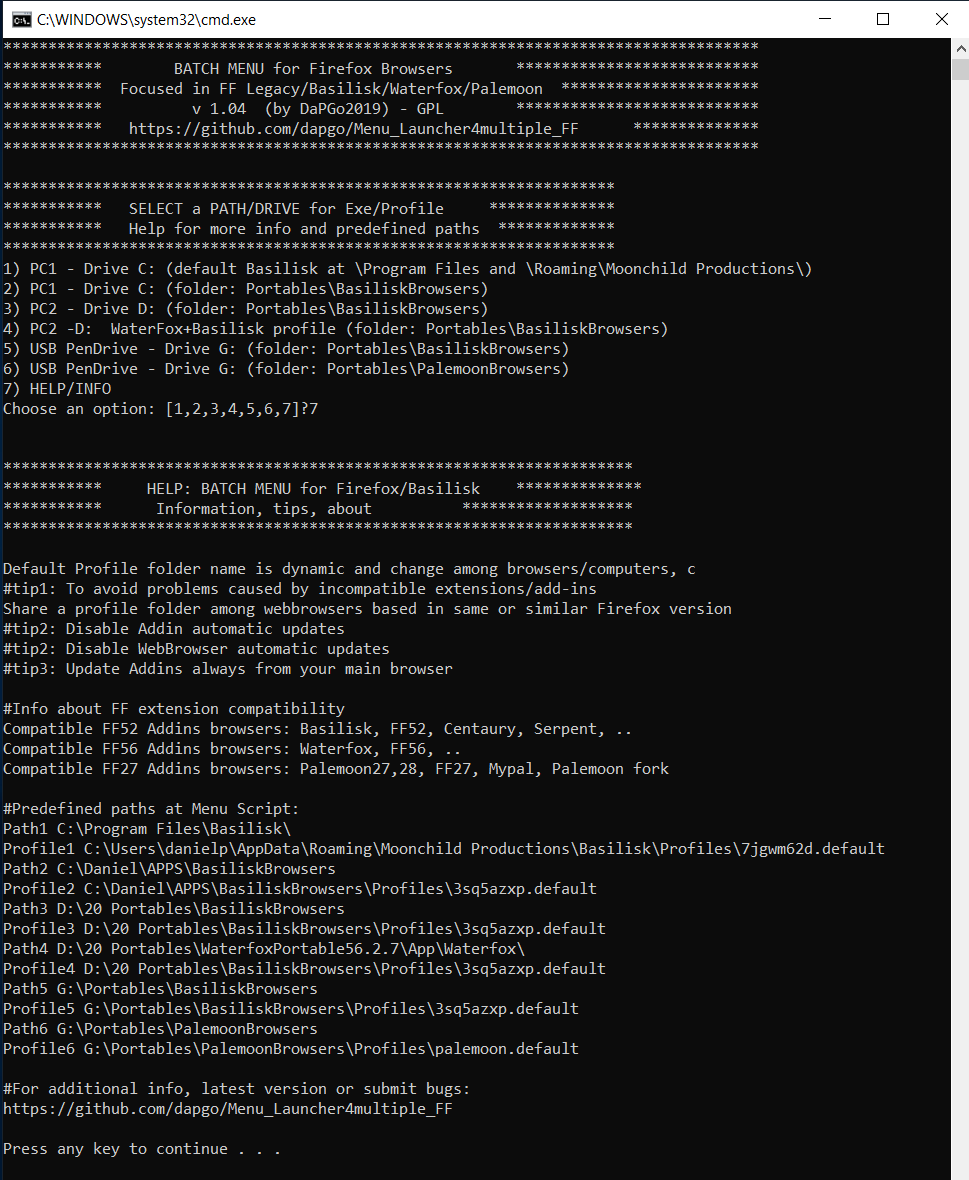 C:\WINDOWS\system32\cmd.exe
************************************************************************************
***********        BATCH MENU for Firefox Browsers       ***************************
***********  Focused in FF Legacy/Basilisk/Waterfox/Palemoon  **********************
***********          v 1.04  (by DaPGo2019) - GPL        ***************************
***********   https://github.com/dapgo/Menu_Launcher4multiple_FF      **************
************************************************************************************

********************************************************************
***********   SELECT a PATH/DRIVE for Exe/Profile     **************
***********   Help for more info and predefined paths  *************
********************************************************************
1) PC1 - Drive C: (default Basilisk at \Program Files and \Roaming\Moonchild Productions\)
2) PC1 - Drive C: (folder: Portables\BasiliskBrowsers)
3) PC2 - Drive D: (folder: Portables\BasiliskBrowsers)
4) PC2 -D:  WaterFox+Basilisk profile (folder: Portables\BasiliskBrowsers)
5) USB PenDrive - Drive G: (folder: Portables\BasiliskBrowsers)
6) USB PenDrive - Drive G: (folder: Portables\PalemoonBrowsers)
7) HELP/INFO
Choose an option: [1,2,3,4,5,6,7]?7

**********************************************************************
***********     HELP: BATCH MENU for Firefox/Basilisk    **************
***********      Information, tips, about          *******************
**********************************************************************

Default Profile folder name is dynamic and change among browsers/computers, c
#tip1: To avoid problems caused by incompatible extensions/add-ins
Share a profile folder among webbrowsers based in same or similar Firefox version
#tip2: Disable Addin automatic updates
#tip2: Disable WebBrowser automatic updates
#tip3: Update Addins always from your main browser

#Info about FF extension compatibility
Compatible FF52 Addins browsers: Basilisk, FF52, Centaury, Serpent, ..
Compatible FF56 Addins browsers: Waterfox, FF56, ..
Compatible FF27 Addins browsers: Palemoon27,28, FF27, Mypal, Palemoon fork

#Predefined paths at Menu Script:
Path1 C:\Program Files\Basilisk\
Profile1 C:\Users\danielp\AppData\Roaming\Moonchild Productions\Basilisk\Profiles\7jgwm62d.default
Path2 C:\Daniel\APPS\BasiliskBrowsers
Profile2 C:\Daniel\APPS\BasiliskBrowsers\Profiles\3sq5azxp.default
Path3 D:\20 Portables\BasiliskBrowsers
Profile3 D:\20 Portables\BasiliskBrowsers\Profiles\3sq5azxp.default
Path4 D:\20 Portables\WaterfoxPortable56.2.7\App\Waterfox\
Profile4 D:\20 Portables\BasiliskBrowsers\Profiles\3sq5azxp.default
Path5 G:\Portables\BasiliskBrowsers
Profile5 G:\Portables\BasiliskBrowsers\Profiles\3sq5azxp.default
Path6 G:\Portables\PalemoonBrowsers
Profile6 G:\Portables\PalemoonBrowsers\Profiles\palemoon.default

#For additional info, latest version or submit bugs:
https://github.com/dapgo/Menu_Launcher4multiple_FF

Press any key to continue . . .